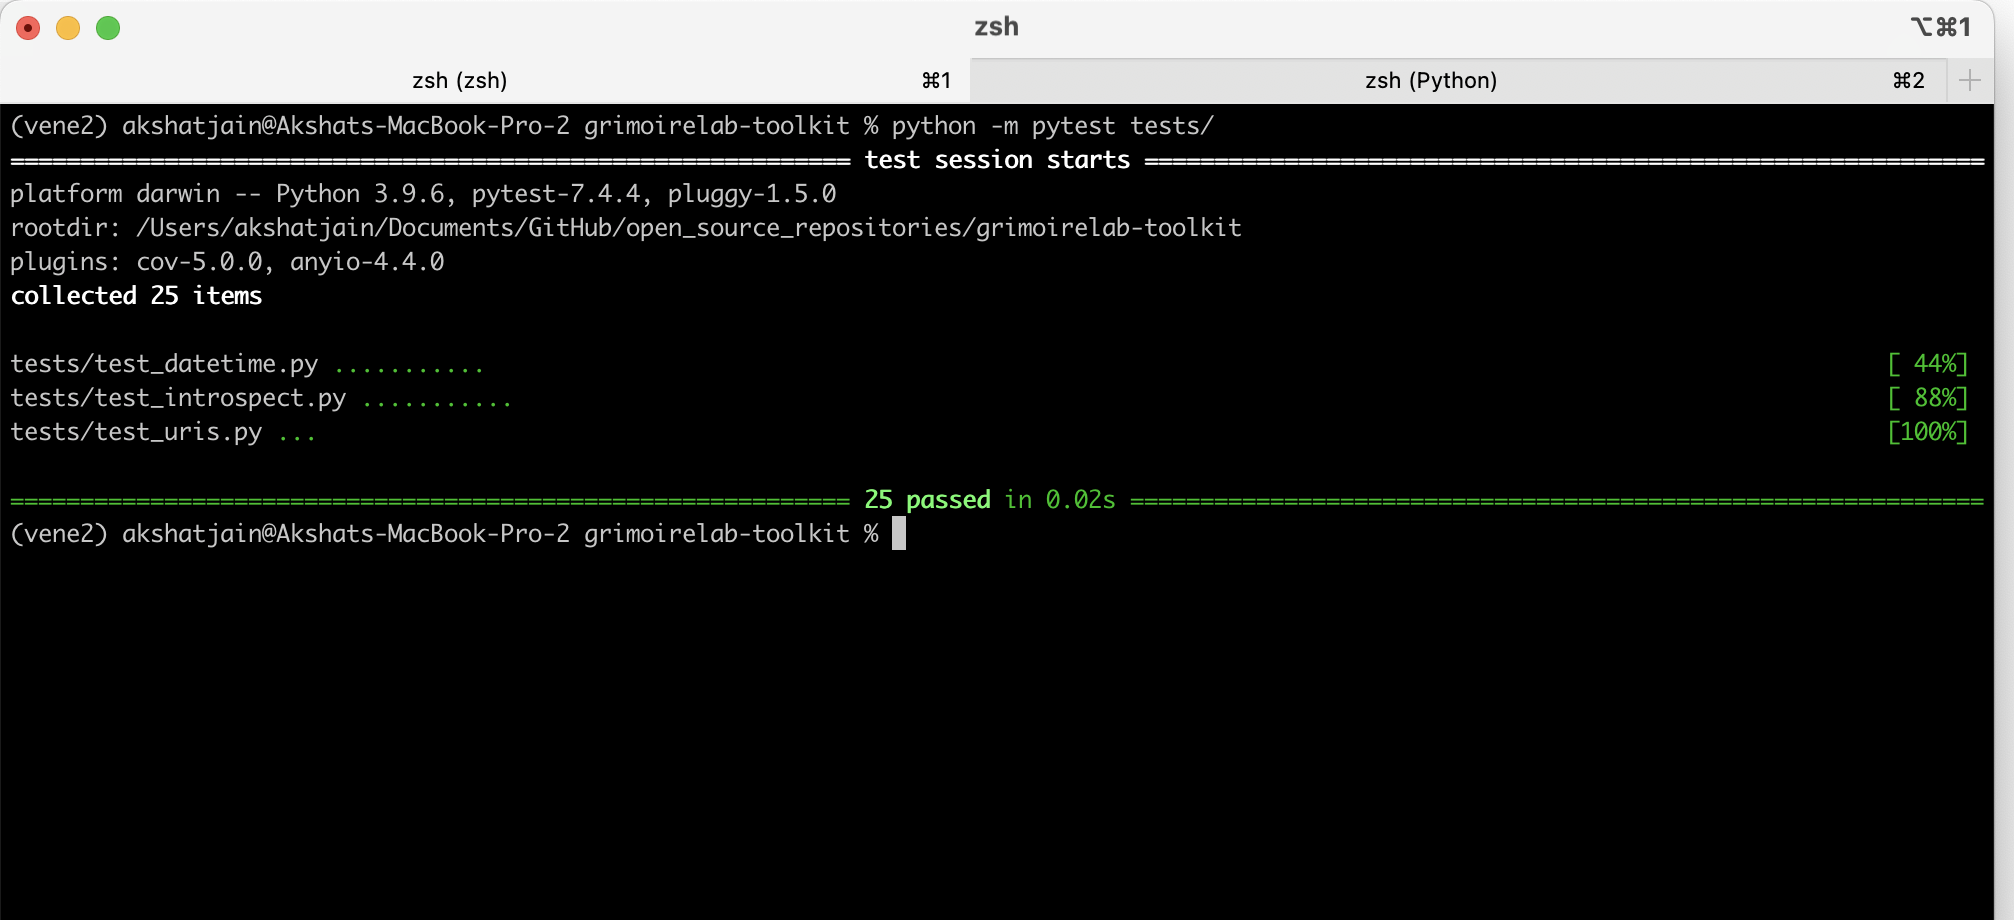 zsh
⌥⌘1
zsh (zsh) ⌘1 zsh (Python) ⌘2 +
(vene2) akshatjain@Akshats-MacBook-Pro-2 grimoirelab-toolkit % python -m pytest tests/
============================================================ test session starts ============================================================
platform darwin -- Python 3.9.6, pytest-7.4.4, pluggy-1.5.0
rootdir: /Users/akshatjain/Documents/GitHub/open_source_repositories/grimoirelab-toolkit
plugins: cov-5.0.0, anyio-4.4.0
collected 25 items
tests/test_datetime.py ........... [ 44%]
tests/test_introspect.py ........... [ 88%]
tests/test_uris.py ... [100%]
============================================================ 25 passed in 0.02s =============================================================
(vene2) akshatjain@Akshats-MacBook-Pro-2 grimoirelab-toolkit %